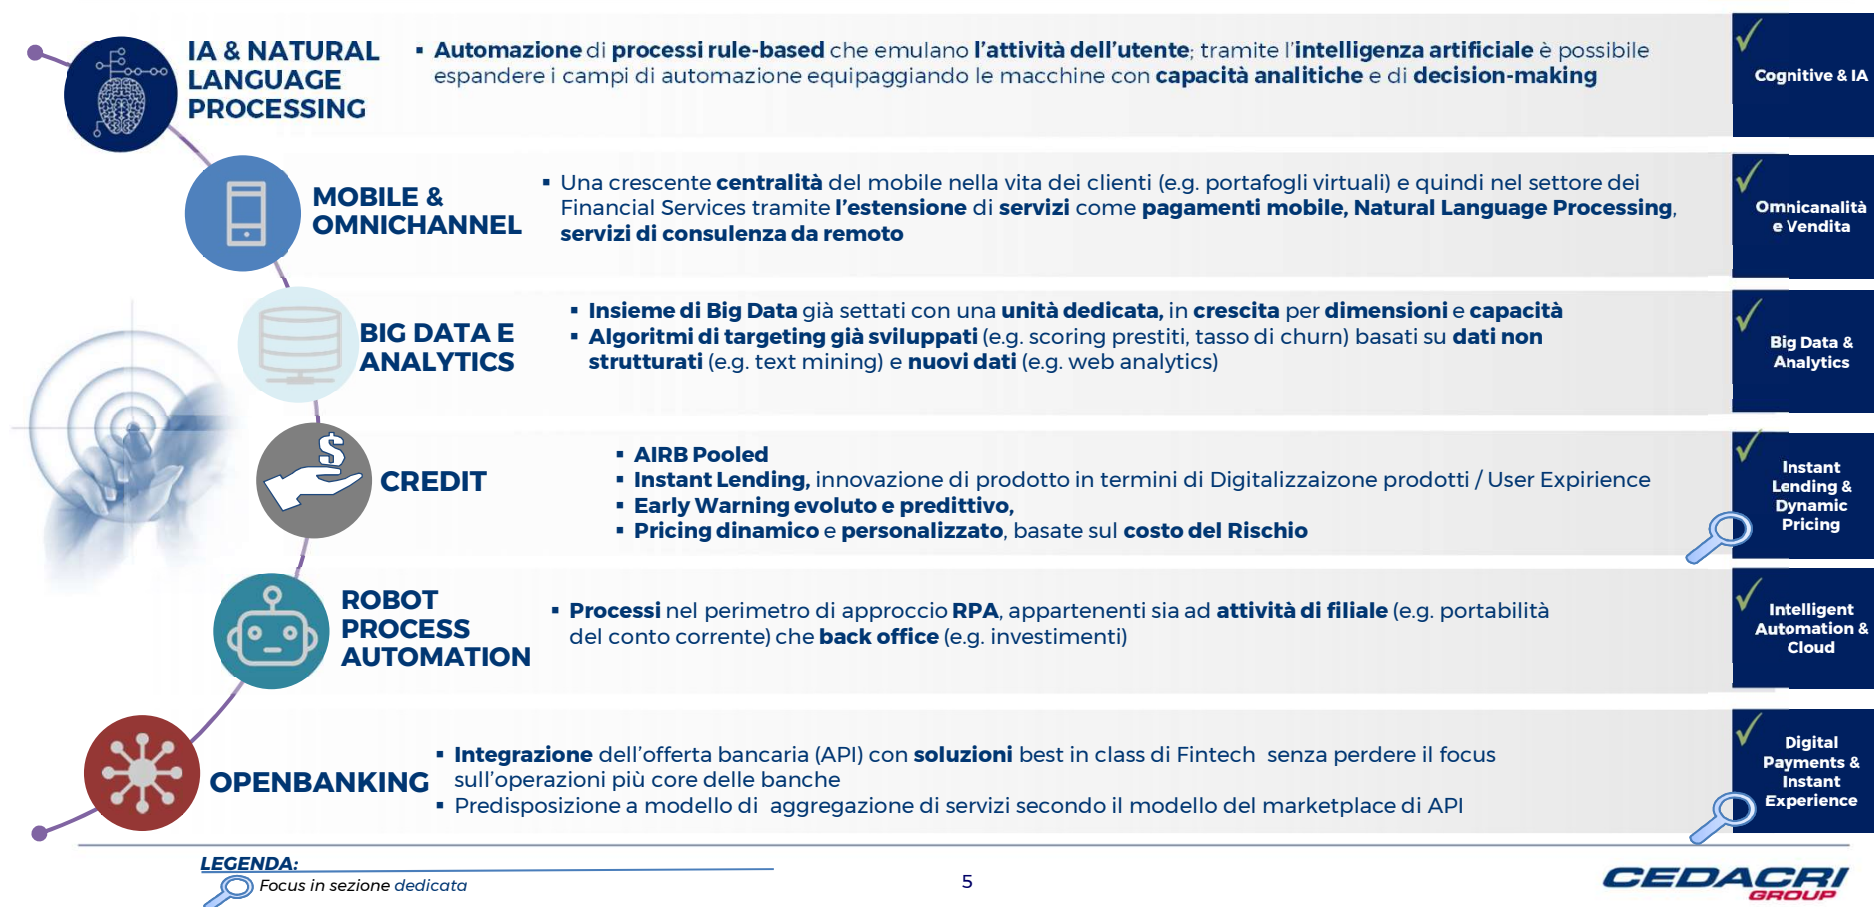 IA & NATURAL
LANGUAGE
PROCESSING
▪ Automazione di processi rule-based che emulano l'attività dell'utente; tramite l'intelligenza artificiale è possibile
espandere i campi di automazione equipaggiando le macchine con capacità analitiche e di decision-making
Cognitive & IA
MOBILE &
OMNICHANNEL
▪ Una crescente centralità del mobile nella vita dei clienti (e.g. portafogli virtuali) e quindi nel settore dei
Financial Services tramite l'estensione di servizi come pagamenti mobile, Natural Language Processing,
servizi di consulenza da remoto
Omnicanalità
e Vendita
BIG DATA E
ANALYTICS
▪ Insieme di Big Data già settati con una unità dedicata, in crescita per dimensioni e capacità
▪ Algoritmi di targeting già sviluppati (e.g. scoring prestiti, tasso di churn) basati su dati non
strutturati (e.g. text mining) e nuovi dati (e.g. web analytics)
Big Data &
Analytics
$
CREDIT
▪ AIRB Pooled
▪ Instant Lending, innovazione di prodotto in termini di Digitalizzaizone prodotti / User Expirience
▪ Early Warning evoluto e predittivo,
▪ Pricing dinamico e personalizzato, basate sul costo del Rischio
Instant
Lending &
Dynamic
Pricing
ROBOT
PROCESS
AUTOMATION
▪ Processi nel perimetro di approccio RPA, appartenenti sia ad attività di filiale (e.g. portabilità
del conto corrente) che back office (e.g. investimenti)
Intelligent
Automation &
Cloud
OPENBANKING
▪ Integrazione dell'offerta bancaria (API) con soluzioni best in class di Fintech senza perdere il focus
sull'operazioni più core delle banche
▪ Predisposizione a modello di aggregazione di servizi secondo il modello del marketplace di API
Digital
Payments &
Instant
Experience
LEGENDA:
Focus in sezione dedicata
5
CEDACRI
GROUP